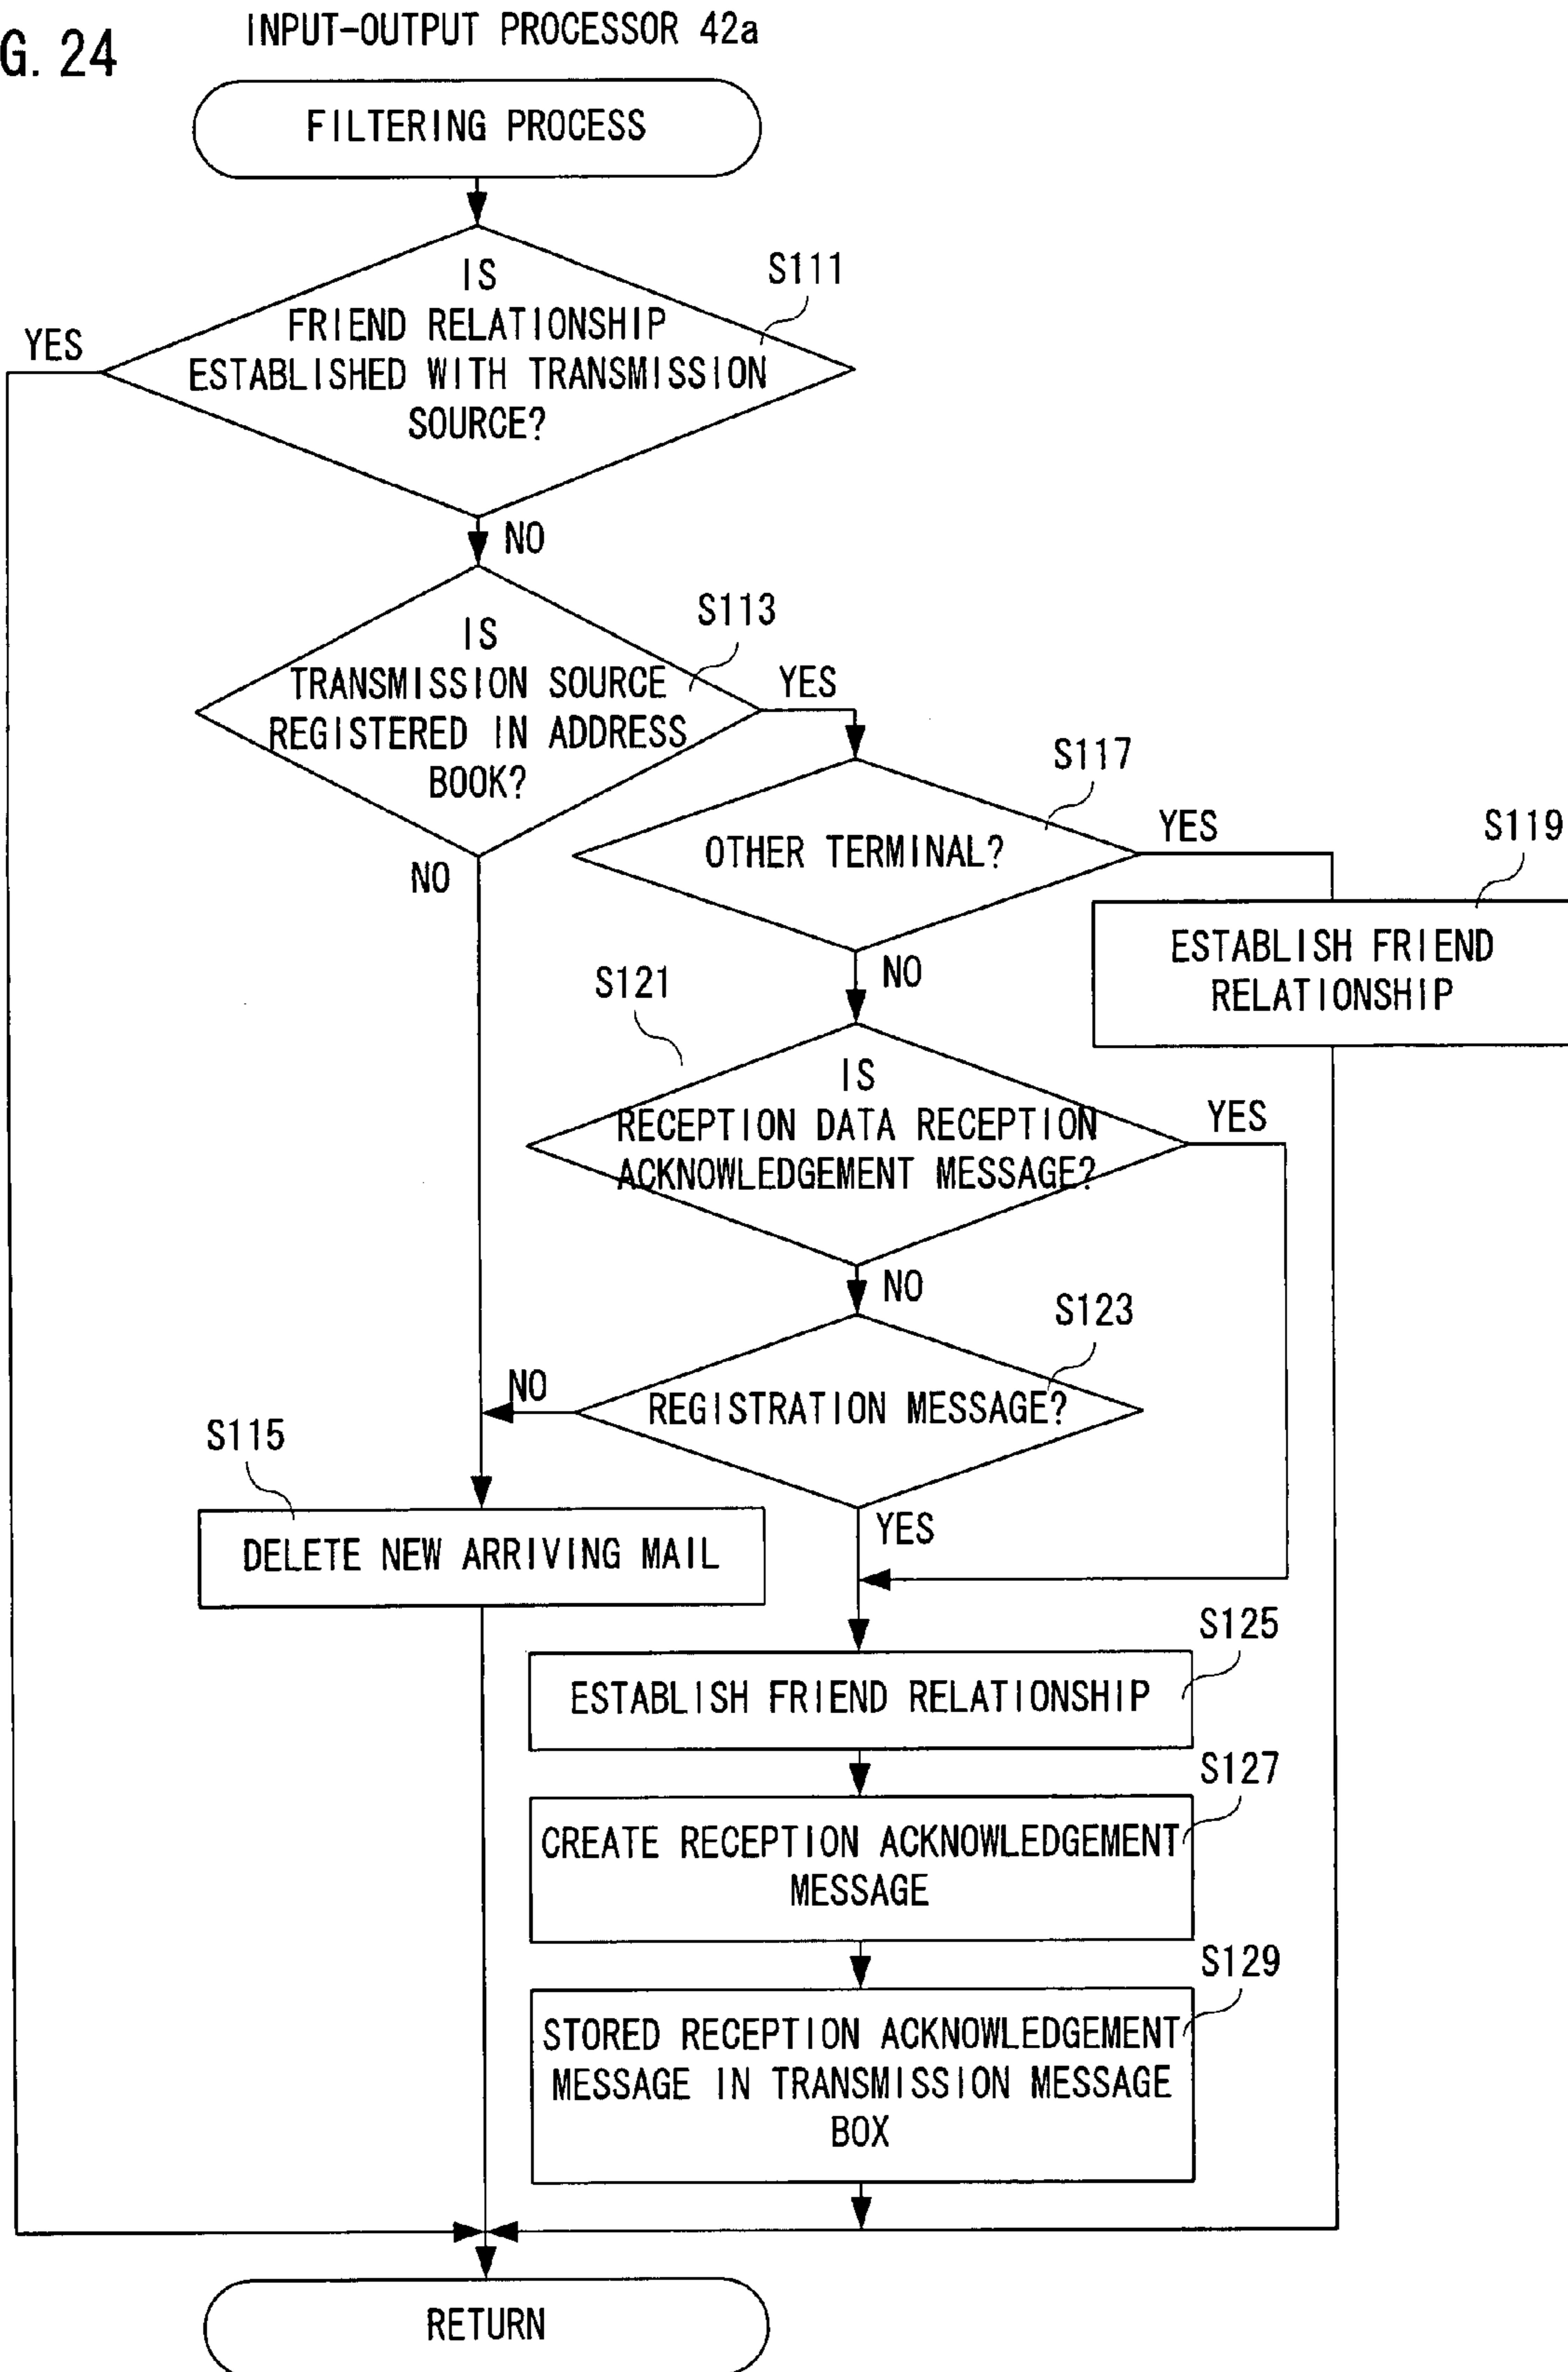 G. 24
INPUT-OUTPUT PROCESSOR 42a
FILTERING PROCESS
S111
IS
FRIEND RELATIONSHIP
ESTABLISHED WITH TRANSMISSION
SOURCE?
YES
NO
S113
IS
TRANSMISSION SOURCE
REGISTERED IN ADDRESS
BOOK?
YES
NO
S117
OTHER TERMINAL?
YES
NO
S119
ESTABLISH FRIEND
RELATIONSHIP
S121
IS
RECEPTION DATA RECEPTION
ACKNOWLEDGEMENT MESSAGE?
YES
NO
S123
REGISTRATION MESSAGE?
NO
YES
S115
DELETE NEW ARRIVING MAIL
S125
ESTABLISH FRIEND RELATIONSHIP
S127
CREATE RECEPTION ACKNOWLEDGEMENT
MESSAGE
S129
STORED RECEPTION ACKNOWLEDGEMENT
MESSAGE IN TRANSMISSION MESSAGE
BOX
RETURN